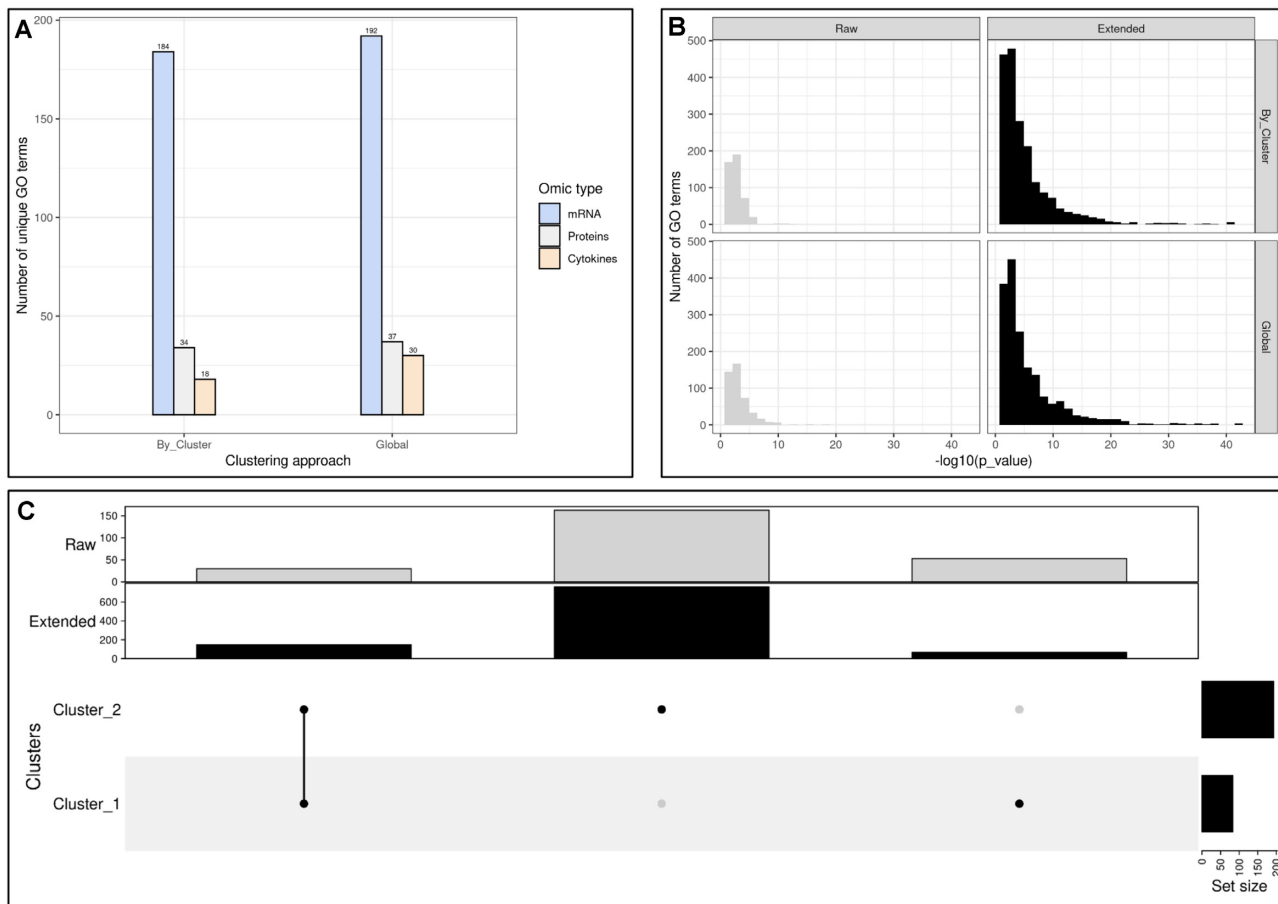 A
200
150
100
50
0
Number of unique GO terms
184
34
18
192
37
30
By_Cluster
Global
Clustering approach
Omic type
mRNA
Proteins
Cytokines
B
Raw
Extended
500
400
300
200
100
0
500
400
300
200
100
0
Number of GO terms
By_Cluster
Global
0 10 20 30 40
0 10 20 30 40
-log10(p_value)
C
Raw
150
100
50
0
Extended
600
400
200
0
Clusters
Cluster_2
Cluster_1
0 50 100 150 200
Set size